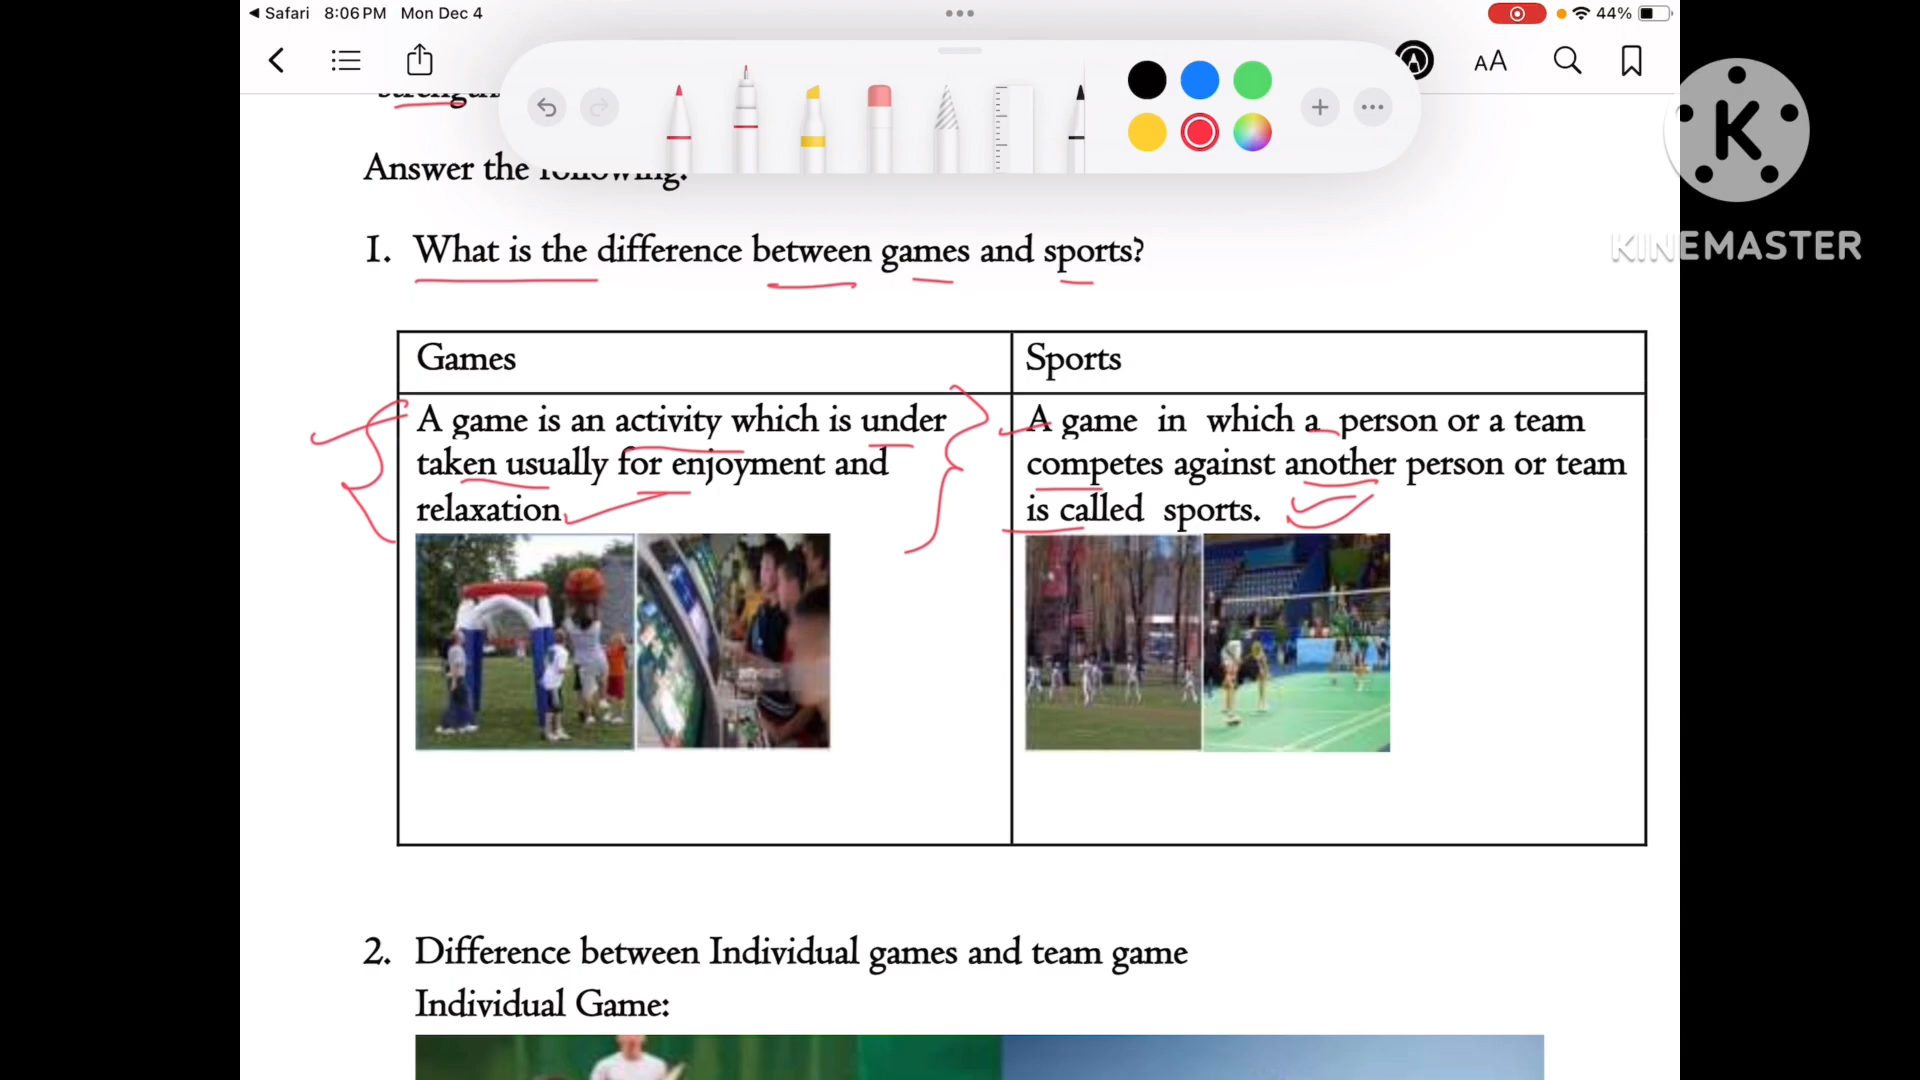 Safari 8:06 PM Mon Dec 4
44%
AA
K
KINEMASTER
strengths
Answer the following:
1. What is the difference between games and sports?
Games
Sports
A game is an activity which is under
taken usually for enjoyment and
relaxation
A game in which a person or a team
competes against another person or team
is called sports.
2. Difference between Individual games and team game
Individual Game: